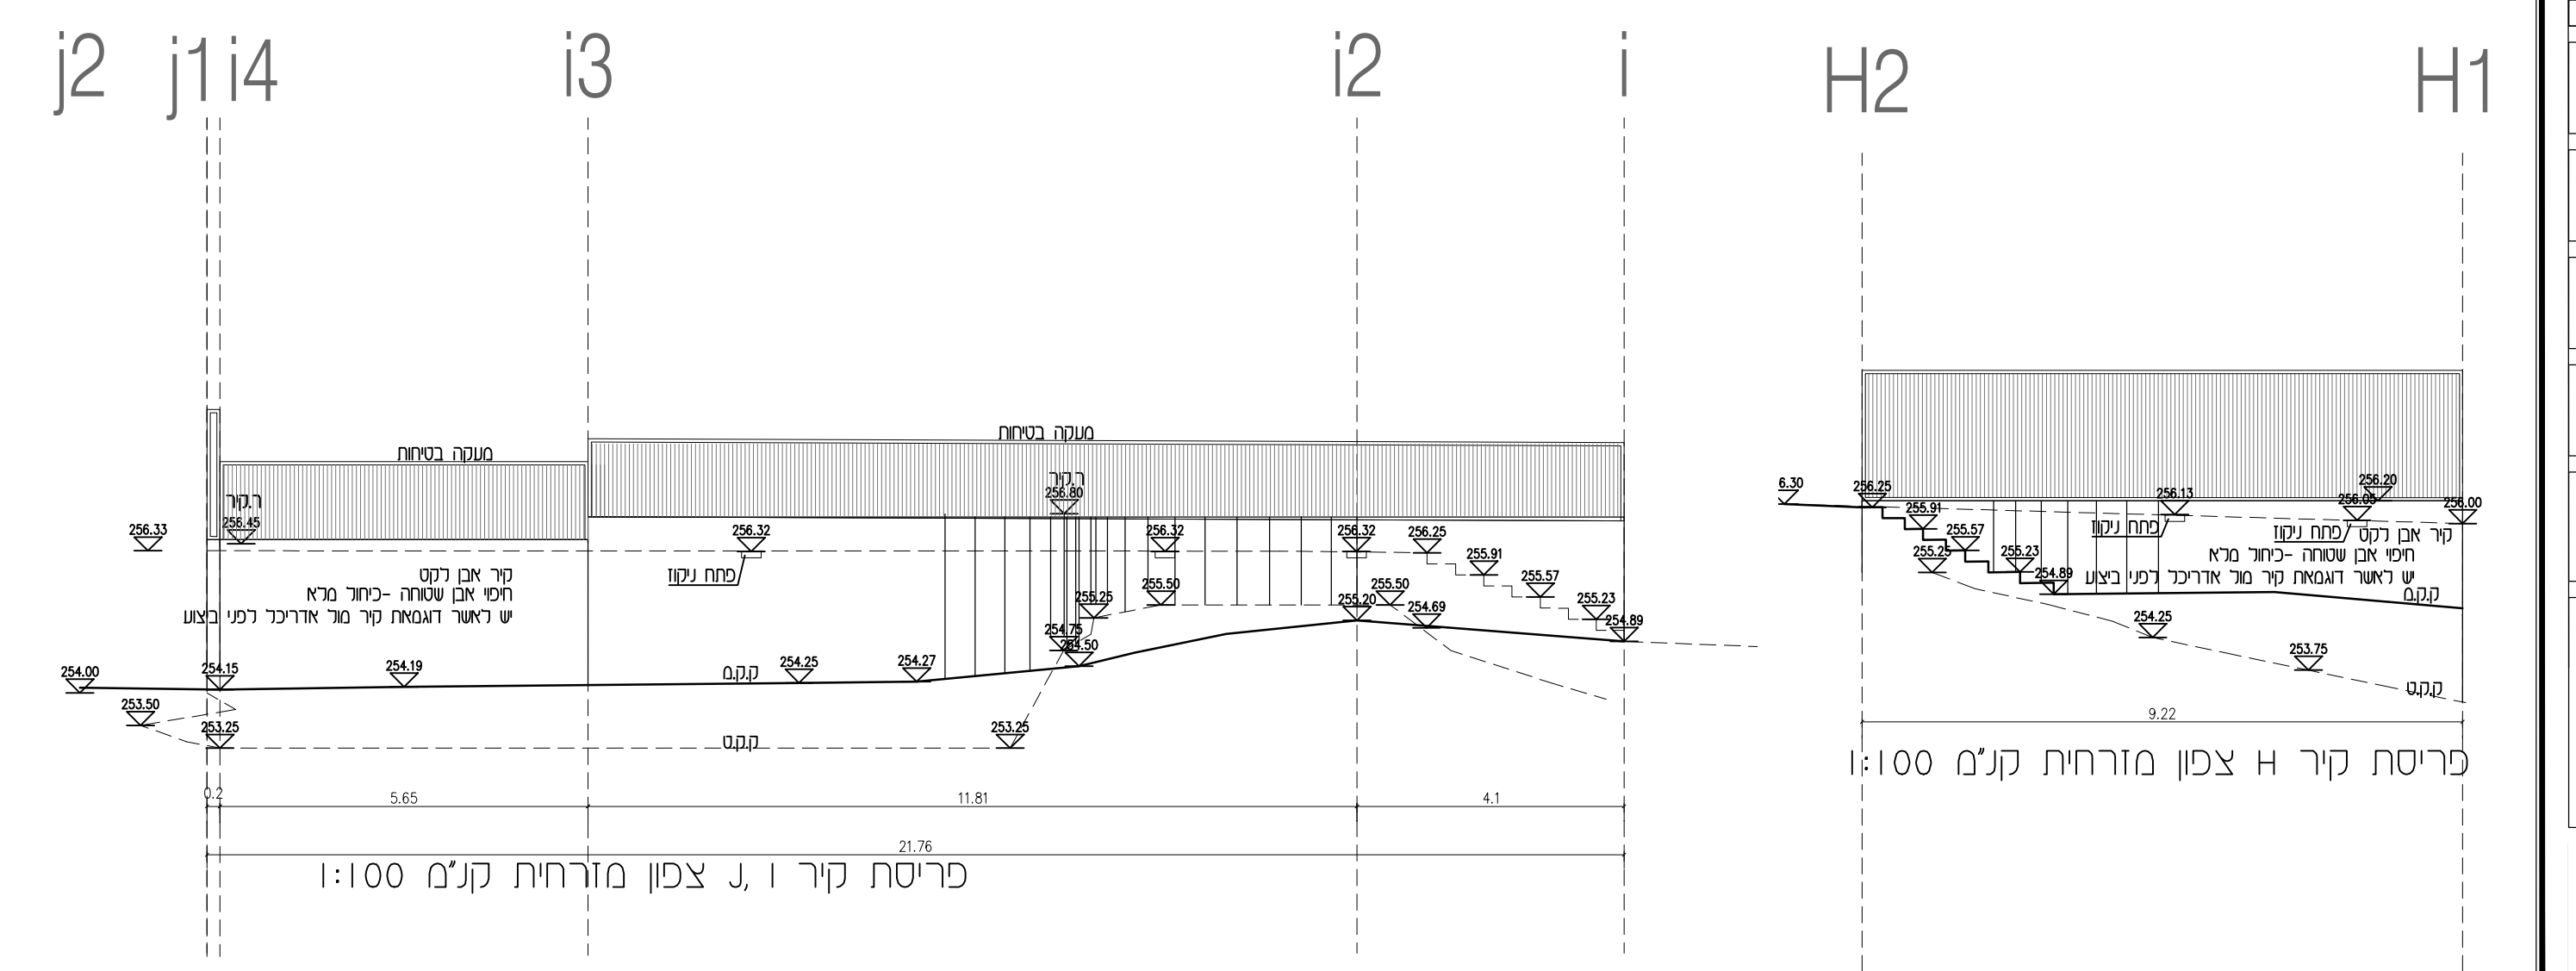 j2 j1 i4 i3 i2 i H2 H1
מעקה בטיחות
מעקה בטיחות
ר.קיר
256.45
ר.קיר
256.80
256.33
256.32
256.32
256.32
256.25
255.91
255.57
255.23
254.89
פתח ניקוז
קיר אבן לקט
חיפוי אבן שטוחה -כיחול מלא
יש לאשר דוגמאת קיר מול אדריכל לפני ביצוע
255.25
255.50
255.20
255.50
254.69
254.75
254.50
254.00
254.15
254.19
ק.ק.מ
254.25
254.27
253.50
253.25
ק.ק.ט
253.25
0.2
5.65
11.81
4.1
21.76
פריסת קיר J, I צפון מזרחית קנ"מ 1:100
6.30
256.25
255.91
255.57
255.25
255.23
254.89
256.13
256.20
256.05
256.00
פתח ניקוז
פתח ניקוז
קיר אבן לקט
חיפוי אבן שטוחה -כיחול מלא
יש לאשר דוגמאת קיר מול אדריכל לפני ביצוע
ק.ק.מ
254.25
253.75
ק.ק.ט
9.22
פריסת קיר H צפון מזרחית קנ"מ 1:100